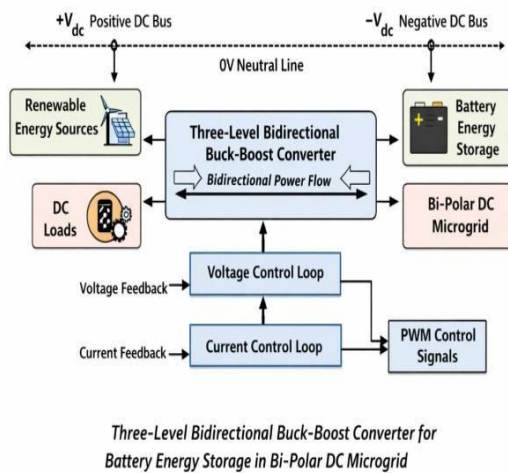 +Vdc Positive DC Bus
−Vdc Negative DC Bus
0V Neutral Line
Renewable
Energy Sources
Three-Level Bidirectional
Buck-Boost Converter
Bidirectional Power Flow
Battery
Energy
Storage
DC
Loads
Bi-Polar DC
Microgrid
Voltage Feedback
Voltage Control Loop
Current Feedback
Current Control Loop
PWM Control
Signals
Three-Level Bidirectional Buck-Boost Converter for
Battery Energy Storage in Bi-Polar DC Microgrid